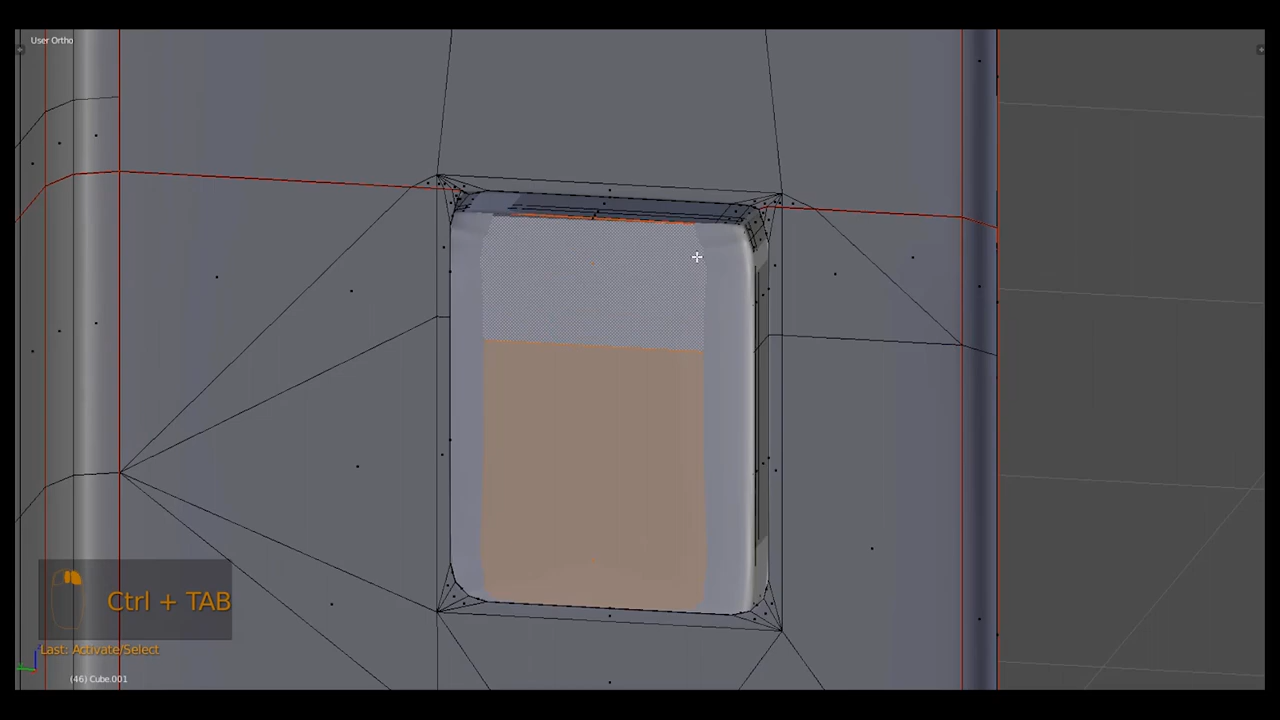 User Ortho
Ctrl + TAB
Last: Activate/Select
(46) Cube.001